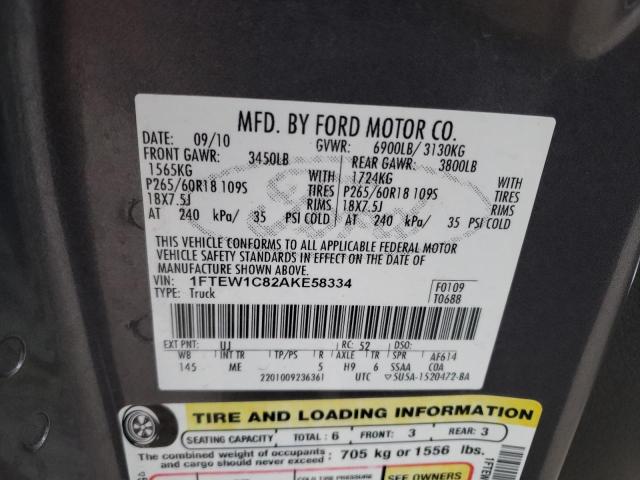 MFD. BY FORD MOTOR CO.
DATE: 09/10 GVWR: 6900LB/ 3130KG
FRONT GAWR: 3450LB REAR GAWR: 3800LB
1565KG WITH 1724KG WITH
P265/60R18 109S TIRES P265/60R18 109S TIRES
18X7.5J RIMS 18X7.5J RIMS
AT 240 kPa/ 35 PSI COLD AT 240 kPa/ 35 PSI COLD
THIS VEHICLE CONFORMS TO ALL APPLICABLE FEDERAL MOTOR
VEHICLE SAFETY STANDARDS IN EFFECT ON THE DATE OF
MANUFACTURE SHOWN ABOVE.
VIN: 1FTEW1C82AKE58334 F0109
TYPE: Truck T0688
EXT PNT: UJ RC: 52 DSO:
WB INT TR TP/PS R AXLE TR SPR AF614
145 ME 5 H9 6 SSAA COA
2201009236361 UTC 5U5A-1520472-BA
TIRE AND LOADING INFORMATION
SEATING CAPACITY TOTAL: 6 FRONT: 3 REAR: 3
The combined weight of occupants and cargo should never exceed: 705 kg or 1556 lbs.
COLD TIRE PRESSURE
SEE OWNERS
1FTEW